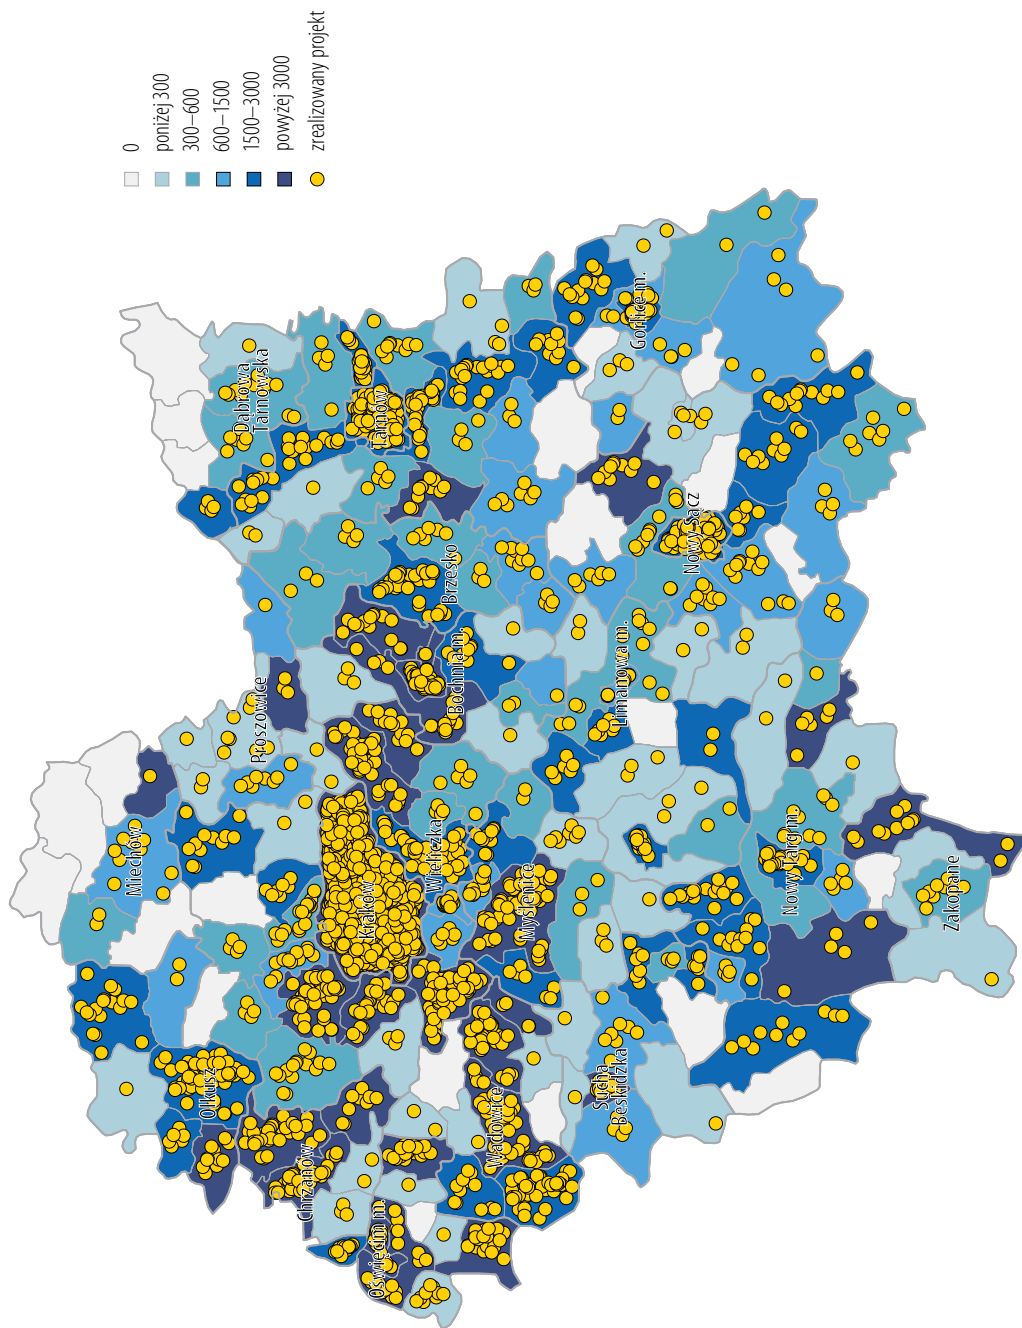 0
poniżej 300
300–600
600–1500
1500–3000
powyżej 3000
zrealizowany projekt
Miechów
Olkusz
Proszowice
Dąbrowa
Tarnowska
Chrzanów
Kraków
Tarnów
Oświęcim m.
Wieliczka
Bochnia m.
Brzesko
Wadowice
Myślenice
Sucha
Beskidzka
Limanowa m.
Nowy Sącz
Gorlice m.
Nowy Targ m.
Zakopane